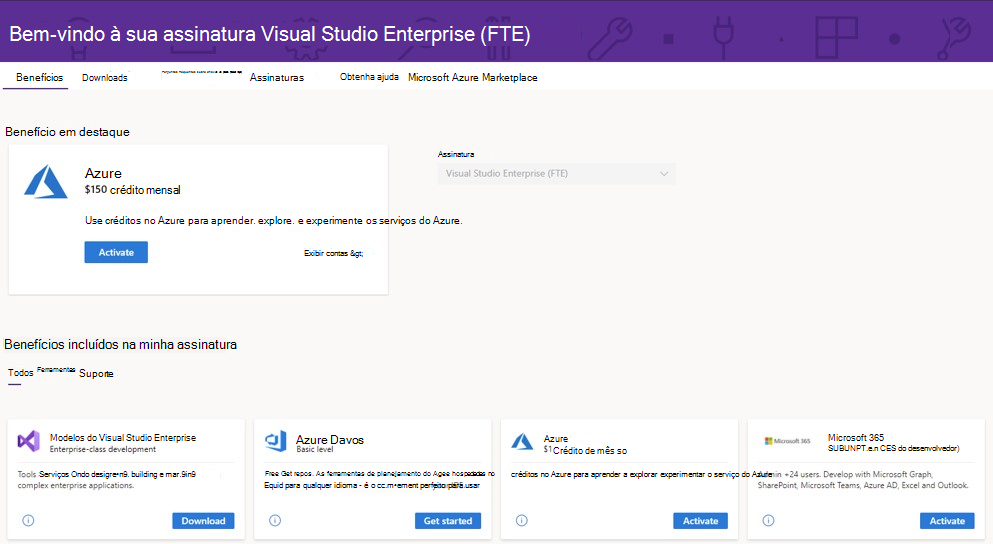 Bem-vindo à sua assinatura Visual Studio Enterprise (FTE)
Benefícios Downloads Assinaturas Obtenha ajuda Microsoft Azure Marketplace
Benefício em destaque
Azure
$150 crédito mensal
Use créditos no Azure para aprender. explore. e experimente os serviços do Azure.
Activate
Exibir contas &gt;
Assinatura
Visual Studio Enterprise (FTE)
Benefícios incluídos na minha assinatura
Todos Ferramentas Suporte
Modelos do Visual Studio Enterprise
Enterprise-class development
Tools Serviços Ondo designe•n9. building e mar.9in9
complex enterprise applications.
Download
Azure Davos
Basic level
Free Get repos. As ferramentas de planejamento do Agee hospedadas no
Equid para qualquer idioma - é o cc.m•ement perfeito usar
Get started
Azure
$1 Crédito de mês so
créditos no Azure para aprender a explorar experimentar o serviço do Azure
Activate
Microsoft 365
Microsoft 365
SUBUNPT.e.n CES do desenvolvedor)
+24 users. Develop with Microsoft Graph,
SharePoint, Microsoft Teams, Azure AD, Excel and Outlook.
Activate